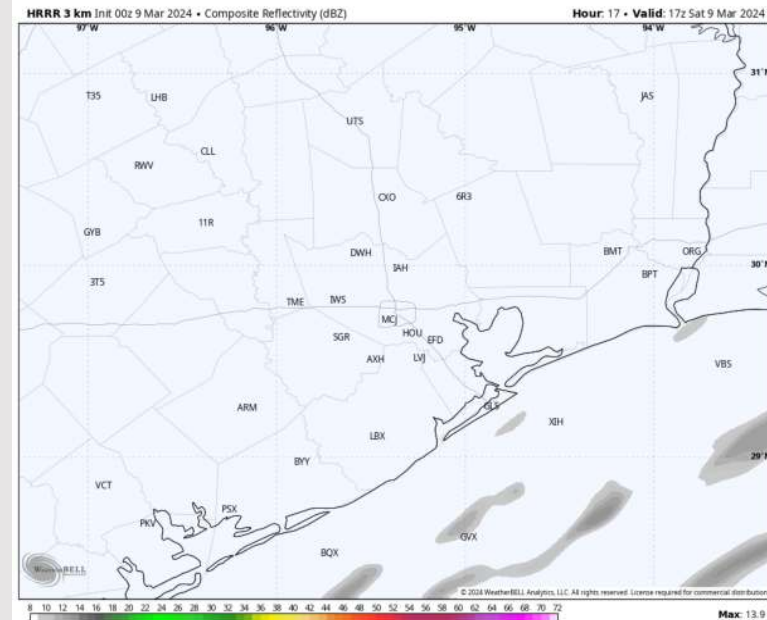 HRRR 3 km Init 00z 9 Mar 2024 • Composite Reflectivity (dBZ)
Hour: 17 • Valid: 17z Sat 9 Mar 2024
97°W 96°W 95°W 94°W
31°N
T35 LHB JAS
UTS
CLL
RWV
CXO 6R3
11R
GYB
DWH BMT ORG
30°N
IAH
3T5 BPT
TME IWS
MCJ
SGR HOU EFD
AXH LVJ VBS
ARM GLS
XIH
LBX
29°N
BYY
VCT
PSX
PKV
GVX
BQX
WeatherBELL
© 2024 WeatherBELL Analytics, LLC. All rights reserved. License required for commercial distribution
8 10 12 14 16 18 20 22 24 26 28 30 32 34 36 38 40 42 44 46 48 50 52 54 56 58 60 62 64 66 68 70 72
Max: 13.9